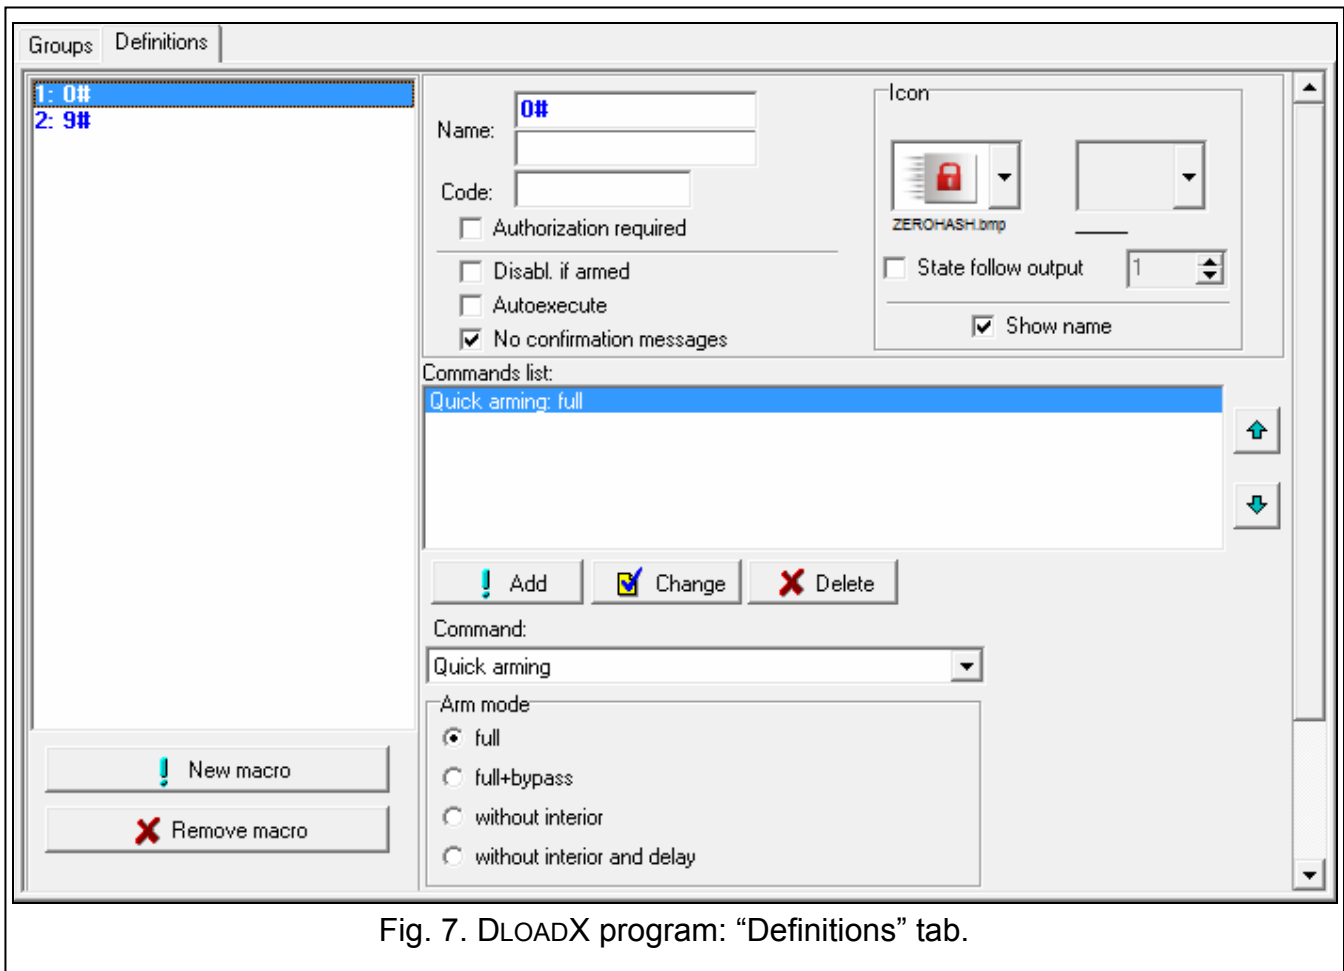 Groups Definitions
1: 0#
2: 9#
New macro
Remove macro
Name: 0#
Code:
Authorization required
Disabl. if armed
Autoexecute
No confirmation messages
Icon
ZEROHASH.bmp
State follow output 1
Show name
Commands list:
Quick arming: full
Add Change Delete
Command:
Quick arming
Arm mode
full
full+bypass
without interior
without interior and delay
Fig. 7. DLOADX program: “Definitions” tab.